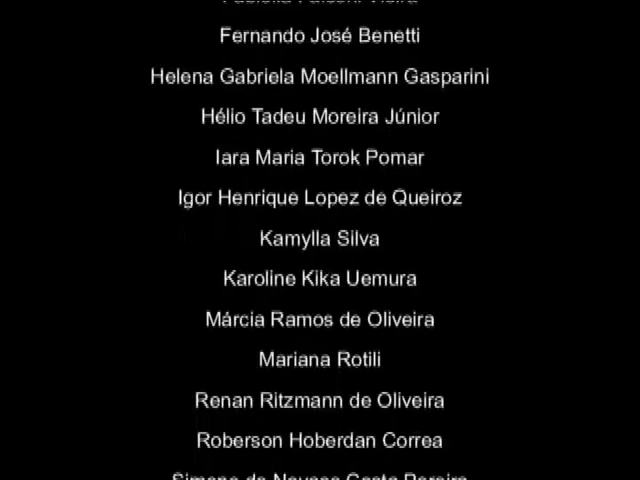 Fernando José Benetti
Helena Gabriela Moellmann Gasparini
Hélio Tadeu Moreira Júnior
Iara Maria Torok Pomar
Igor Henrique Lopez de Queiroz
Kamylla Silva
Karoline Kika Uemura
Márcia Ramos de Oliveira
Mariana Rotili
Renan Ritzmann de Oliveira
Roberson Hoberdan Correa